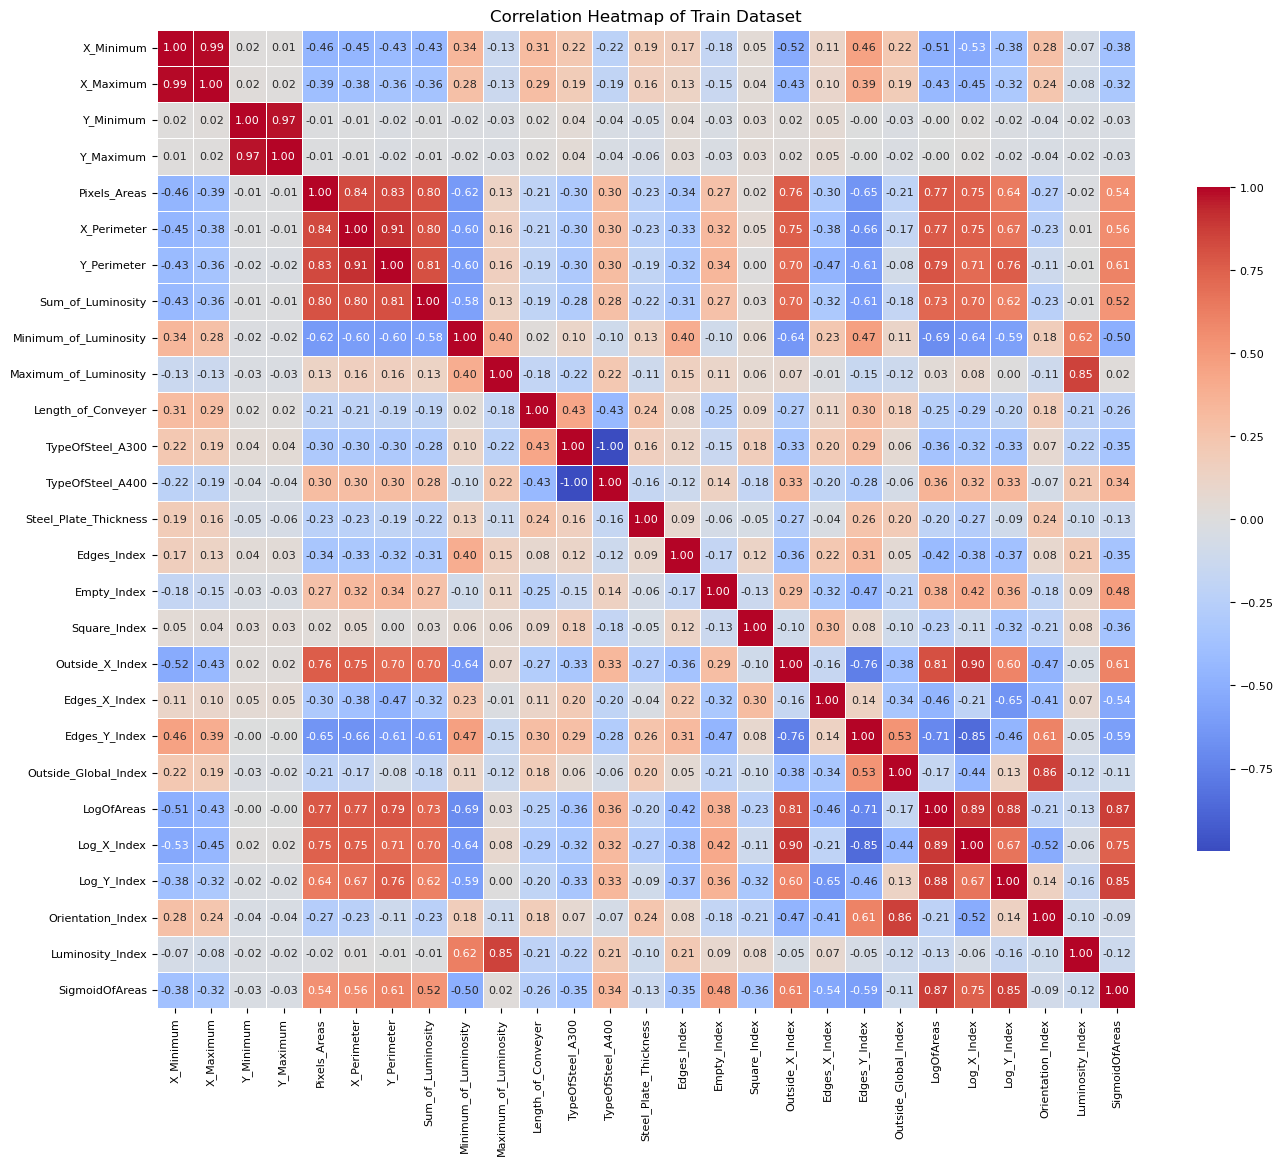 Correlation Heatmap of Train Dataset
X_Minimum 1.00 0.99 0.02 0.01 -0.46 -0.45 -0.43 -0.43 0.34 -0.13 0.31 0.22 -0.22 0.19 0.17 -0.18 0.05 -0.52 0.11 0.46 0.22 -0.51 -0.53 -0.38 0.28 -0.07 -0.38
X_Maximum 0.99 1.00 0.02 0.02 -0.39 -0.38 -0.36 -0.36 0.28 -0.13 0.29 0.19 -0.19 0.16 0.13 -0.15 0.04 -0.43 0.10 0.39 0.19 -0.43 -0.45 -0.32 0.24 -0.08 -0.32
Y_Minimum 0.02 0.02 1.00 0.97 -0.01 -0.01 -0.02 -0.01 -0.02 -0.03 0.02 0.04 -0.04 -0.05 0.04 -0.03 0.03 0.02 0.05 -0.00 -0.03 -0.00 0.02 -0.02 -0.04 -0.02 -0.03
Y_Maximum 0.01 0.02 0.97 1.00 -0.01 -0.01 -0.02 -0.01 -0.02 -0.03 0.02 0.04 -0.04 -0.06 0.03 -0.03 0.03 0.02 0.05 -0.00 -0.02 -0.00 0.02 -0.02 -0.04 -0.02 -0.03
Pixels_Areas -0.46 -0.39 -0.01 -0.01 1.00 0.84 0.83 0.80 -0.62 0.13 -0.21 -0.30 0.30 -0.23 -0.34 0.27 0.02 0.76 -0.30 -0.65 -0.21 0.77 0.75 0.64 -0.27 -0.02 0.54
X_Perimeter -0.45 -0.38 -0.01 -0.01 0.84 1.00 0.91 0.80 -0.60 0.16 -0.21 -0.30 0.30 -0.23 -0.33 0.32 0.05 0.75 -0.38 -0.66 -0.17 0.77 0.75 0.67 -0.23 0.01 0.56
Y_Perimeter -0.43 -0.36 -0.02 -0.02 0.83 0.91 1.00 0.81 -0.60 0.16 -0.19 -0.30 0.30 -0.19 -0.32 0.34 0.00 0.70 -0.47 -0.61 -0.08 0.79 0.71 0.76 -0.11 -0.01 0.61
Sum_of_Luminosity -0.43 -0.36 -0.01 -0.01 0.80 0.80 0.81 1.00 -0.58 0.13 -0.19 -0.28 0.28 -0.22 -0.31 0.27 0.03 0.70 -0.32 -0.61 -0.18 0.73 0.70 0.62 -0.23 -0.01 0.52
Minimum_of_Luminosity 0.34 0.28 -0.02 -0.02 -0.62 -0.60 -0.60 -0.58 1.00 0.40 0.02 0.10 -0.10 0.13 0.40 -0.10 0.06 -0.64 0.23 0.47 0.11 -0.69 -0.64 -0.59 0.18 0.62 -0.50
Maximum_of_Luminosity -0.13 -0.13 -0.03 -0.03 0.13 0.16 0.16 0.13 0.40 1.00 -0.18 -0.22 0.22 -0.11 0.15 0.11 0.06 0.07 -0.01 -0.15 -0.12 0.03 0.08 0.00 -0.11 0.85 0.02
Length_of_Conveyer 0.31 0.29 0.02 0.02 -0.21 -0.21 -0.19 -0.19 0.02 -0.18 1.00 0.43 -0.43 0.24 0.08 -0.25 0.09 -0.27 0.11 0.30 0.18 -0.25 -0.29 -0.20 0.18 -0.21 -0.26
TypeOfSteel_A300 0.22 0.19 0.04 0.04 -0.30 -0.30 -0.30 -0.28 0.10 -0.22 0.43 1.00 -1.00 0.16 0.12 -0.15 0.18 -0.33 0.20 0.29 0.06 -0.36 -0.32 -0.33 0.07 -0.22 -0.35
TypeOfSteel_A400 -0.22 -0.19 -0.04 -0.04 0.30 0.30 0.30 0.28 -0.10 0.22 -0.43 -1.00 1.00 -0.16 -0.12 0.14 -0.18 0.33 -0.20 -0.28 -0.06 0.36 0.32 0.33 -0.07 0.21 0.34
Steel_Plate_Thickness 0.19 0.16 -0.05 -0.06 -0.23 -0.23 -0.19 -0.22 0.13 -0.11 0.24 0.16 -0.16 1.00 0.09 -0.06 -0.05 -0.27 -0.04 0.26 0.20 -0.20 -0.27 -0.09 0.24 -0.10 -0.13
Edges_Index 0.17 0.13 0.04 0.03 -0.34 -0.33 -0.32 -0.31 0.40 0.15 0.08 0.12 -0.12 0.09 1.00 -0.17 0.12 -0.36 0.22 0.31 0.05 -0.42 -0.38 -0.37 0.08 0.21 -0.35
Empty_Index -0.18 -0.15 -0.03 -0.03 0.27 0.32 0.34 0.27 -0.10 0.11 -0.25 -0.15 0.14 -0.06 -0.17 1.00 -0.13 0.29 -0.32 -0.47 -0.21 0.38 0.42 0.36 -0.18 0.09 0.48
Square_Index 0.05 0.04 0.03 0.03 0.02 0.05 0.00 0.03 0.06 0.06 0.09 0.18 -0.18 -0.05 0.12 -0.13 1.00 -0.10 0.30 0.08 -0.10 -0.23 -0.11 -0.32 -0.21 0.08 -0.36
Outside_X_Index -0.52 -0.43 0.02 0.02 0.76 0.75 0.70 0.70 -0.64 0.07 -0.27 -0.33 0.33 -0.27 -0.36 0.29 -0.10 1.00 -0.16 -0.76 -0.38 0.81 0.90 0.60 -0.47 -0.05 0.61
Edges_X_Index 0.11 0.10 0.05 0.05 -0.30 -0.38 -0.47 -0.32 0.23 -0.01 0.11 0.20 -0.20 -0.04 0.22 -0.32 0.30 -0.16 1.00 0.14 -0.34 -0.46 -0.21 -0.65 -0.41 0.07 -0.54
Edges_Y_Index 0.46 0.39 -0.00 -0.00 -0.65 -0.66 -0.61 -0.61 0.47 -0.15 0.30 0.29 -0.28 0.26 0.31 -0.47 0.08 -0.76 0.14 1.00 0.53 -0.71 -0.85 -0.46 0.61 -0.05 -0.59
Outside_Global_Index 0.22 0.19 -0.03 -0.02 -0.21 -0.17 -0.08 -0.18 0.11 -0.12 0.18 0.06 -0.06 0.20 0.05 -0.21 -0.10 -0.38 -0.34 0.53 1.00 -0.17 -0.44 0.13 0.86 -0.12 -0.11
LogOfAreas -0.51 -0.43 -0.00 -0.00 0.77 0.77 0.79 0.73 -0.69 0.03 -0.25 -0.36 0.36 -0.20 -0.42 0.38 -0.23 0.81 -0.46 -0.71 -0.17 1.00 0.89 0.88 -0.21 -0.13 0.87
Log_X_Index -0.53 -0.45 0.02 0.02 0.75 0.75 0.71 0.70 -0.64 0.08 -0.29 -0.32 0.32 -0.27 -0.38 0.42 -0.11 0.90 -0.21 -0.85 -0.44 0.89 1.00 0.67 -0.52 -0.06 0.75
Log_Y_Index -0.38 -0.32 -0.02 -0.02 0.64 0.67 0.76 0.62 -0.59 0.00 -0.20 -0.33 0.33 -0.09 -0.37 0.36 -0.32 0.60 -0.65 -0.46 0.13 0.88 0.67 1.00 0.14 -0.16 0.85
Orientation_Index 0.28 0.24 -0.04 -0.04 -0.27 -0.23 -0.11 -0.23 0.18 -0.11 0.18 0.07 -0.07 0.24 0.08 -0.18 -0.21 -0.47 -0.41 0.61 0.86 -0.21 -0.52 0.14 1.00 -0.10 -0.09
Luminosity_Index -0.07 -0.08 -0.02 -0.02 -0.02 0.01 -0.01 -0.01 0.62 0.85 -0.21 -0.22 0.21 -0.10 0.21 0.09 0.08 -0.05 0.07 -0.05 -0.12 -0.13 -0.06 -0.16 -0.10 1.00 -0.12
SigmoidOfAreas -0.38 -0.32 -0.03 -0.03 0.54 0.56 0.61 0.52 -0.50 0.02 -0.26 -0.35 0.34 -0.13 -0.35 0.48 -0.36 0.61 -0.54 -0.59 -0.11 0.87 0.75 0.85 -0.09 -0.12 1.00
X_Minimum
X_Maximum
Y_Minimum
Y_Maximum
Pixels_Areas
X_Perimeter
Y_Perimeter
Sum_of_Luminosity
Minimum_of_Luminosity
Maximum_of_Luminosity
Length_of_Conveyer
TypeOfSteel_A300
TypeOfSteel_A400
Steel_Plate_Thickness
Edges_Index
Empty_Index
Square_Index
Outside_X_Index
Edges_X_Index
Edges_Y_Index
Outside_Global_Index
LogOfAreas
Log_X_Index
Log_Y_Index
Orientation_Index
Luminosity_Index
SigmoidOfAreas
1.00
0.75
0.50
0.25
0.00
−0.25
−0.50
−0.75